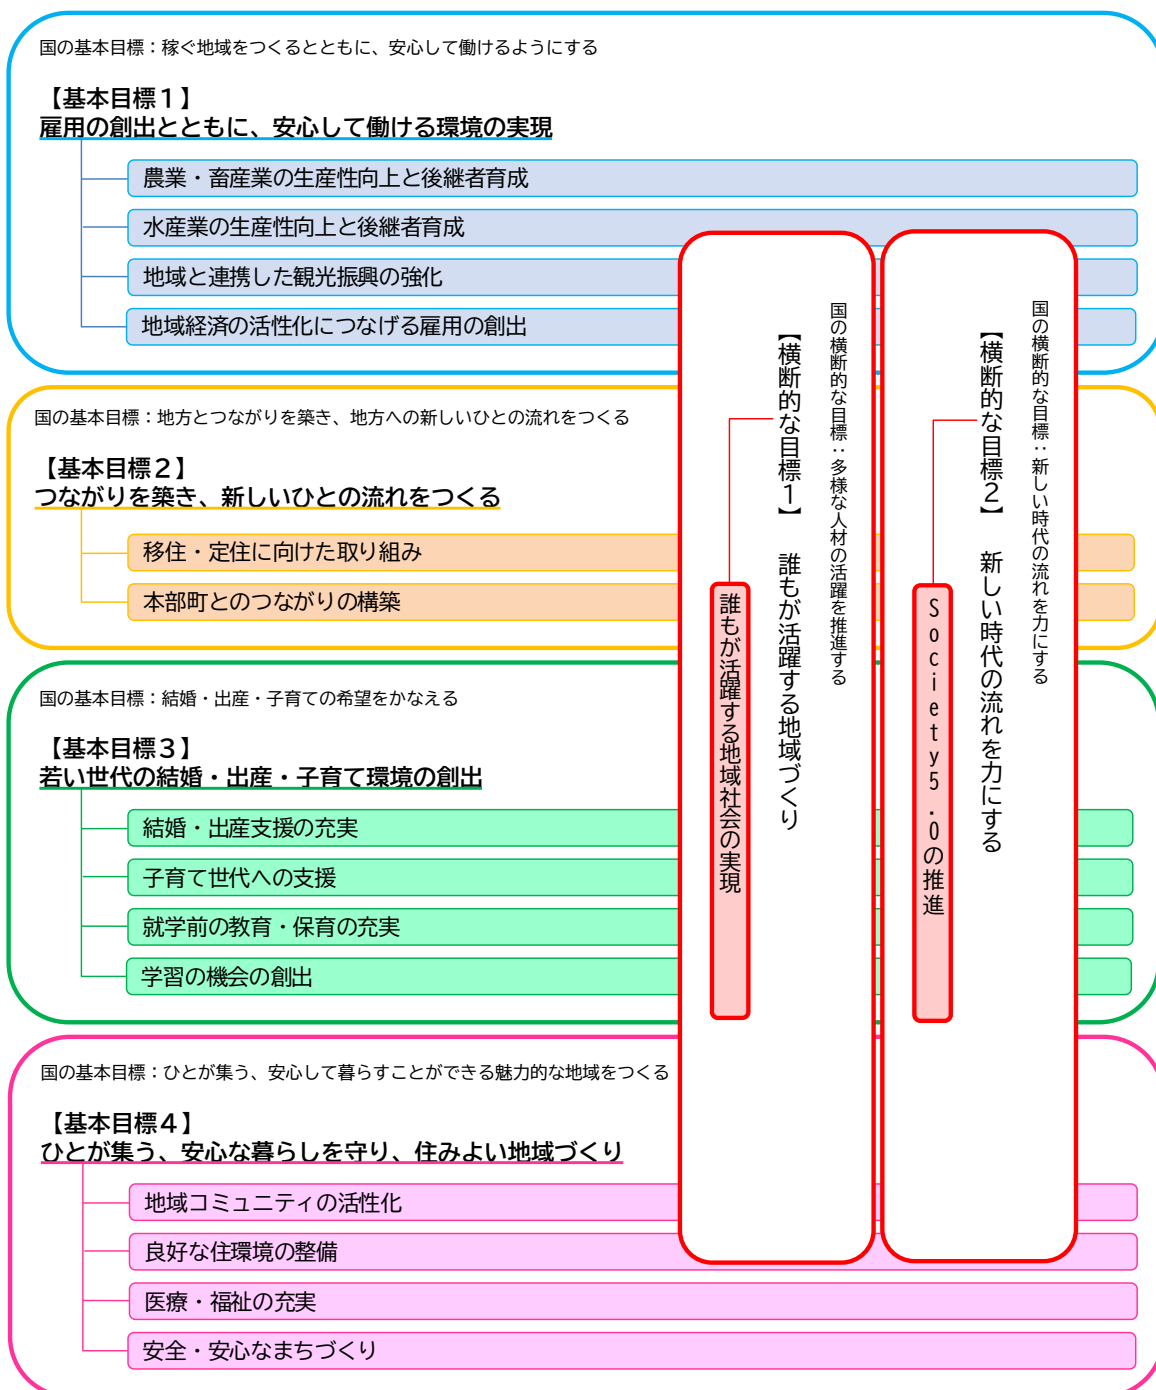 国の基本目標：稼ぐ地域をつくるとともに、安心して働けるようにする
【基本目標１】
雇用の創出とともに、安心して働ける環境の実現
農業・畜産業の生産性向上と後継者育成
水産業の生産性向上と後継者育成
地域と連携した観光振興の強化
地域経済の活性化につなげる雇用の創出
国の基本目標：地方とつながりを築き、地方への新しいひとの流れをつくる
【基本目標２】
つながりを築き、新しいひとの流れをつくる
移住・定住に向けた取り組み
本部町とのつながりの構築
国の基本目標：結婚・出産・子育ての希望をかなえる
【基本目標３】
若い世代の結婚・出産・子育て環境の創出
結婚・出産支援の充実
子育て世代への支援
就学前の教育・保育の充実
学習の機会の創出
国の基本目標：ひとが集う、安心して暮らすことができる魅力的な地域をつくる
【基本目標４】
ひとが集う、安心な暮らしを守り、住みよい地域づくり
地域コミュニティの活性化
良好な住環境の整備
医療・福祉の充実
安全・安心なまちづくり
国の横断的な目標：多様な人材の活躍を推進する
【横断的な目標１】　誰もが活躍する地域づくり
誰もが活躍する地域社会の実現
国の横断的な目標：新しい時代の流れを力にする
【横断的な目標２】　新しい時代の流れを力にする
Society5.0の推進